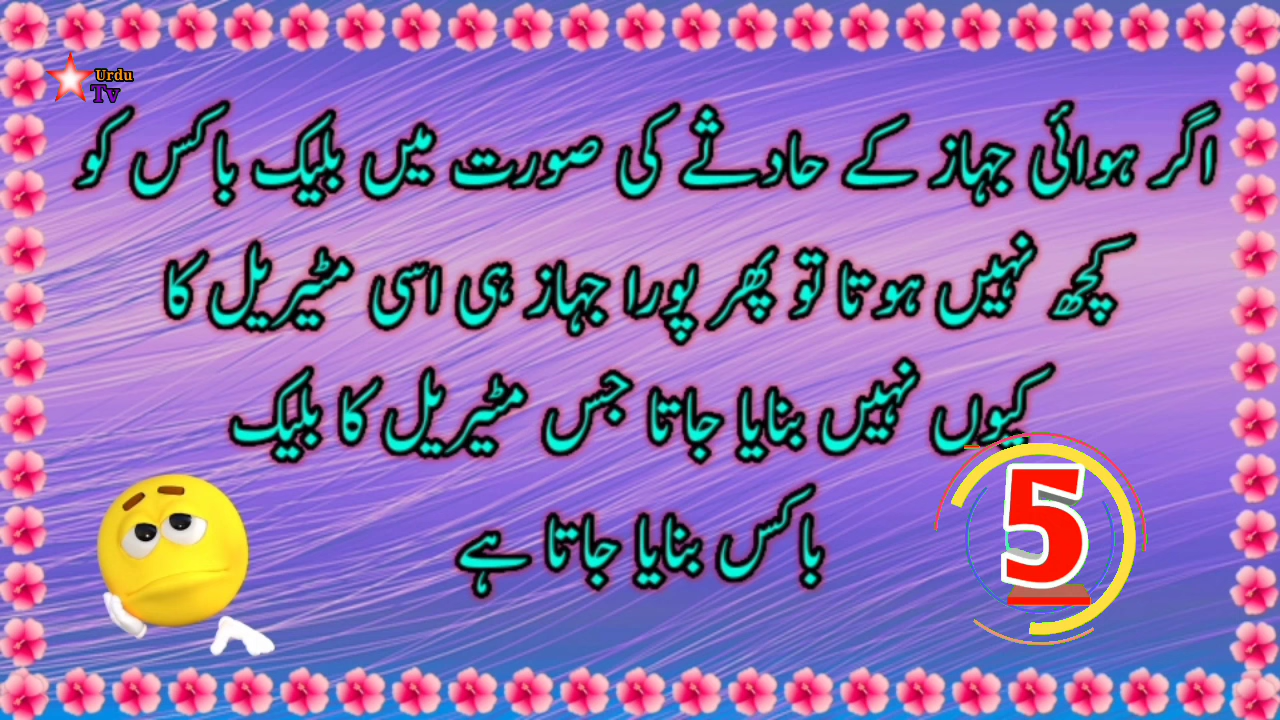 Urdu
Tv
اگر ہوائی جہاز کے حادثے کی صورت میں بلیک باکس کو
کچھ نہیں ہوتا تو پھر پورا جہاز ہی اسی مٹیریل کا
کیوں نہیں بنایا جاتا جس مٹیریل کا بلیک
باکس بنایا جاتا ہے
5